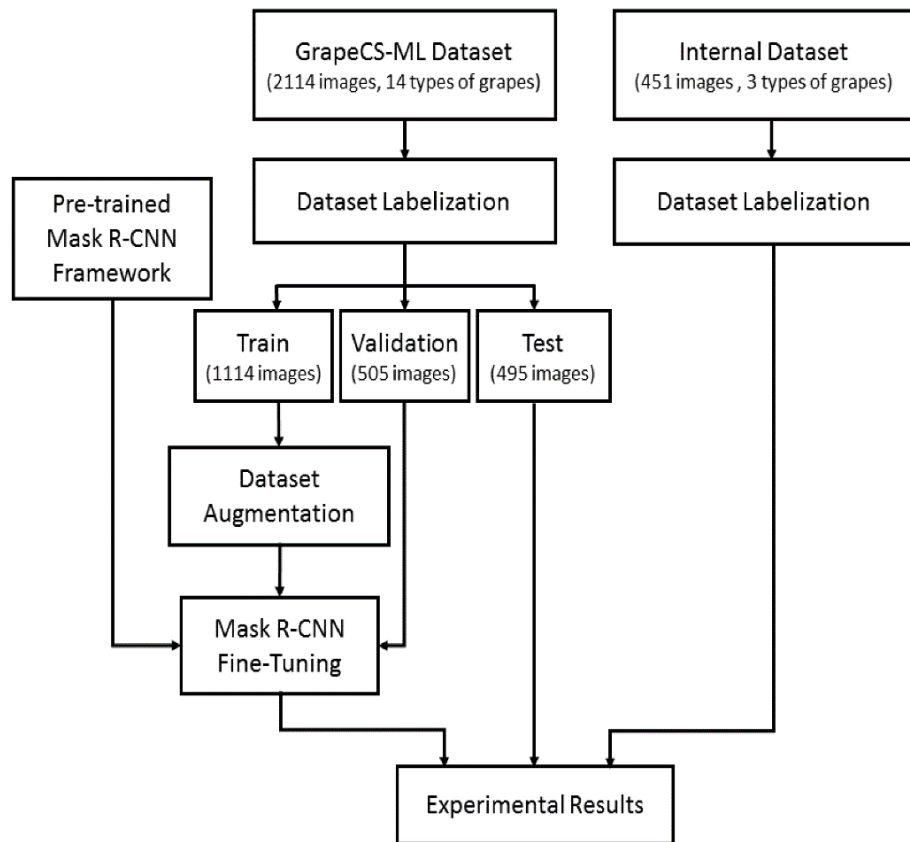 GrapeCS-ML Dataset
(2114 images, 14 types of grapes)
Internal Dataset
(451 images , 3 types of grapes)
Pre-trained
Mask R-CNN
Framework
Dataset Labelization
Dataset Labelization
Train
(1114 images)
Validation
(505 images)
Test
(495 images)
Dataset
Augmentation
Mask R-CNN
Fine-Tuning
Experimental Results